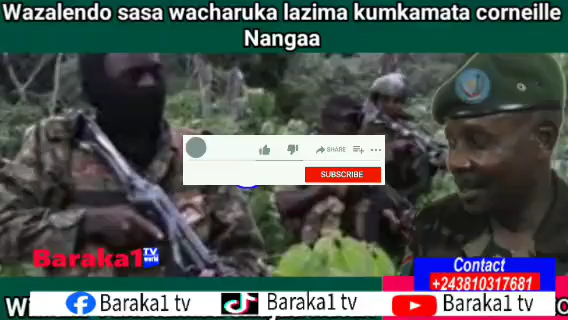 Wazalendo sasa wacharuka lazima kumkamata corneille
Nangaa
SHARE
SUBSCRIBE
Baraka1 TV
world
Contact
+243810317681
Baraka1 tv
Baraka1 tv
Baraka1 tv